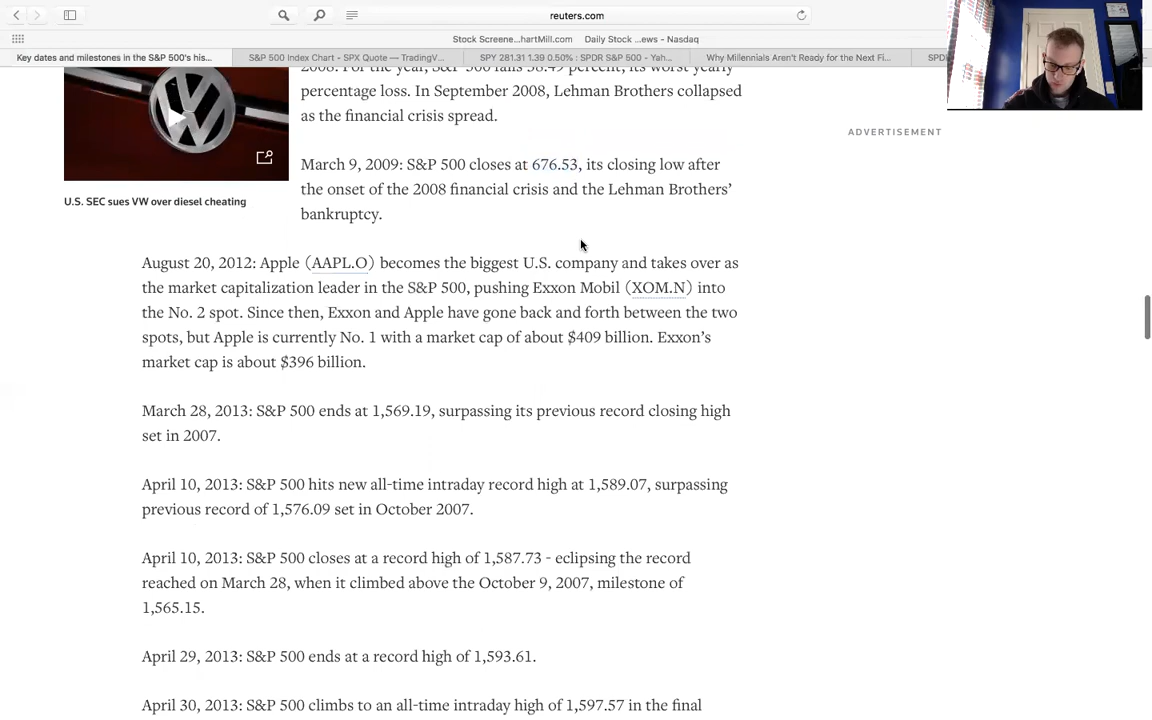 reuters.com
Stock Screene...hartMill.com Daily Stock ...ews - Nasdaq
Key dates and milestones in the S&P 500's his...
S&P 500 Index Chart - SPX Quote — TradingV...
SPY 281.31 1.39 0.50% : SPDR S&P 500 - Yah...
Why Millennials Aren't Ready for the Next Fi...
SPD
2008. For the year, S&P 500 falls 38.49 percent, its worst yearly
percentage loss. In September 2008, Lehman Brothers collapsed
as the financial crisis spread.
ADVERTISEMENT
March 9, 2009: S&P 500 closes at 676.53, its closing low after
the onset of the 2008 financial crisis and the Lehman Brothers’
bankruptcy.
U.S. SEC sues VW over diesel cheating
August 20, 2012: Apple (AAPL.O) becomes the biggest U.S. company and takes over as
the market capitalization leader in the S&P 500, pushing Exxon Mobil (XOM.N) into
the No. 2 spot. Since then, Exxon and Apple have gone back and forth between the two
spots, but Apple is currently No. 1 with a market cap of about $409 billion. Exxon’s
market cap is about $396 billion.
March 28, 2013: S&P 500 ends at 1,569.19, surpassing its previous record closing high
set in 2007.
April 10, 2013: S&P 500 hits new all-time intraday record high at 1,589.07, surpassing
previous record of 1,576.09 set in October 2007.
April 10, 2013: S&P 500 closes at a record high of 1,587.73 - eclipsing the record
reached on March 28, when it climbed above the October 9, 2007, milestone of
1,565.15.
April 29, 2013: S&P 500 ends at a record high of 1,593.61.
April 30, 2013: S&P 500 climbs to an all-time intraday high of 1,597.57 in the final